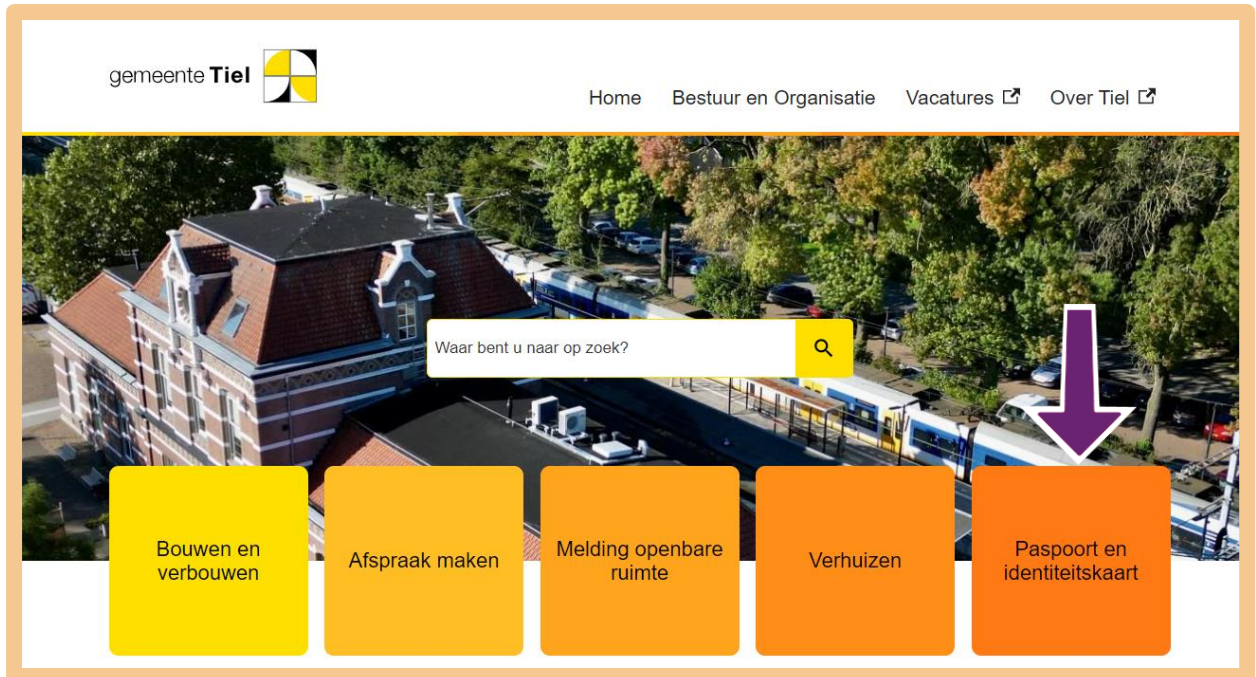 gemeente Tiel
Home Bestuur en Organisatie Vacatures Over Tiel
Waar bent u naar op zoek?
Bouwen en
verbouwen
Afspraak maken
Melding openbare
ruimte
Verhuizen
Paspoort en
identiteitskaart